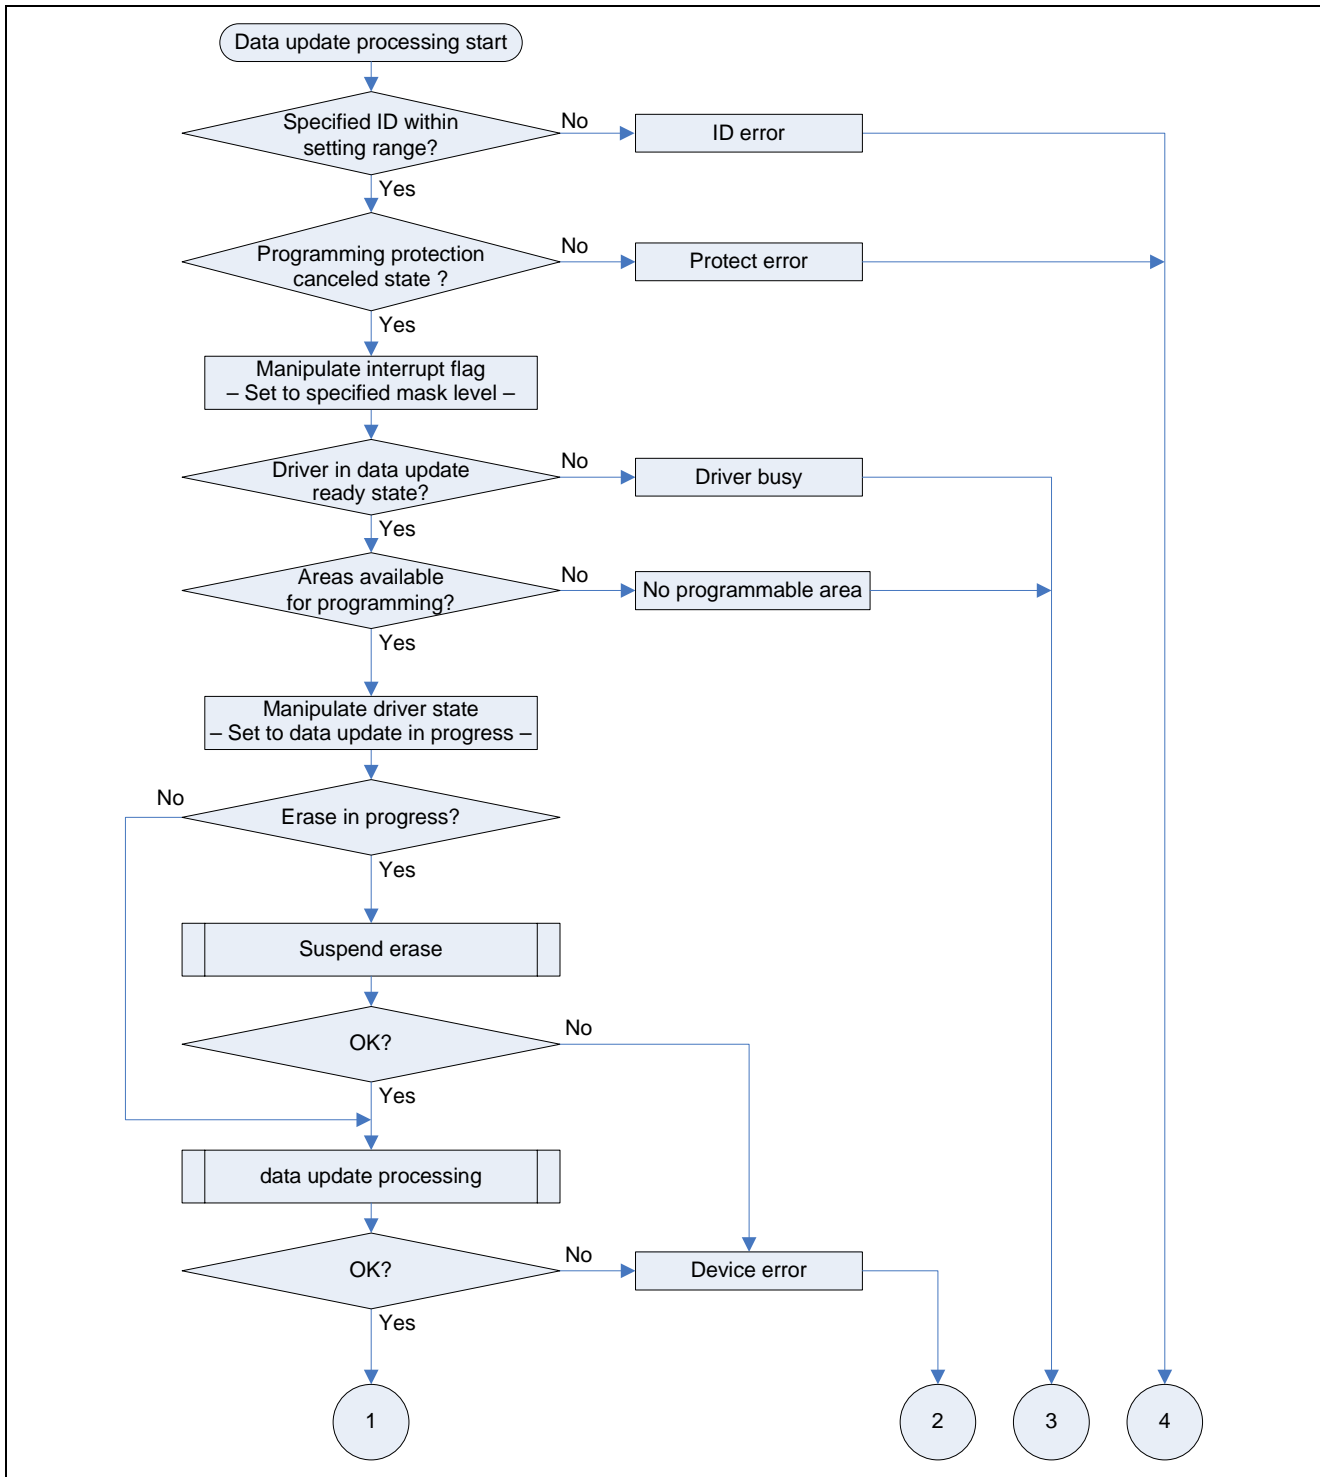 Data update processing start
Specified ID within
setting range?
No
ID error
Yes
Programming protection
canceled state ?
No
Protect error
Yes
Manipulate interrupt flag
– Set to specified mask level –
Driver in data update
ready state?
No
Driver busy
Yes
Areas available
for programming?
No
No programmable area
Yes
Manipulate driver state
– Set to data update in progress –
No
Erase in progress?
Yes
Suspend erase
OK?
No
Yes
data update processing
OK?
No
Device error
Yes
1
2
3
4